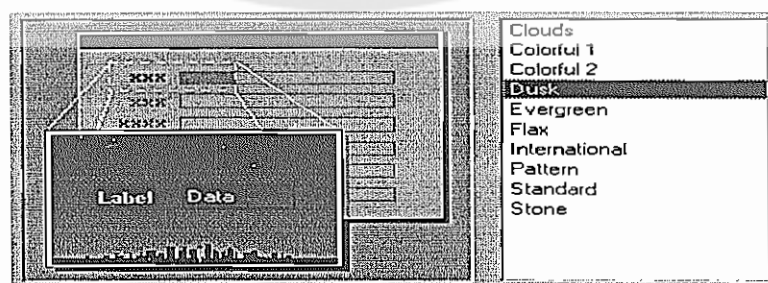 xxx
xxx
xxxx
Label Data
Clouds
Colorful 1
Colorful 2
Dusk
Evergreen
Flax
International
Pattern
Standard
Stone